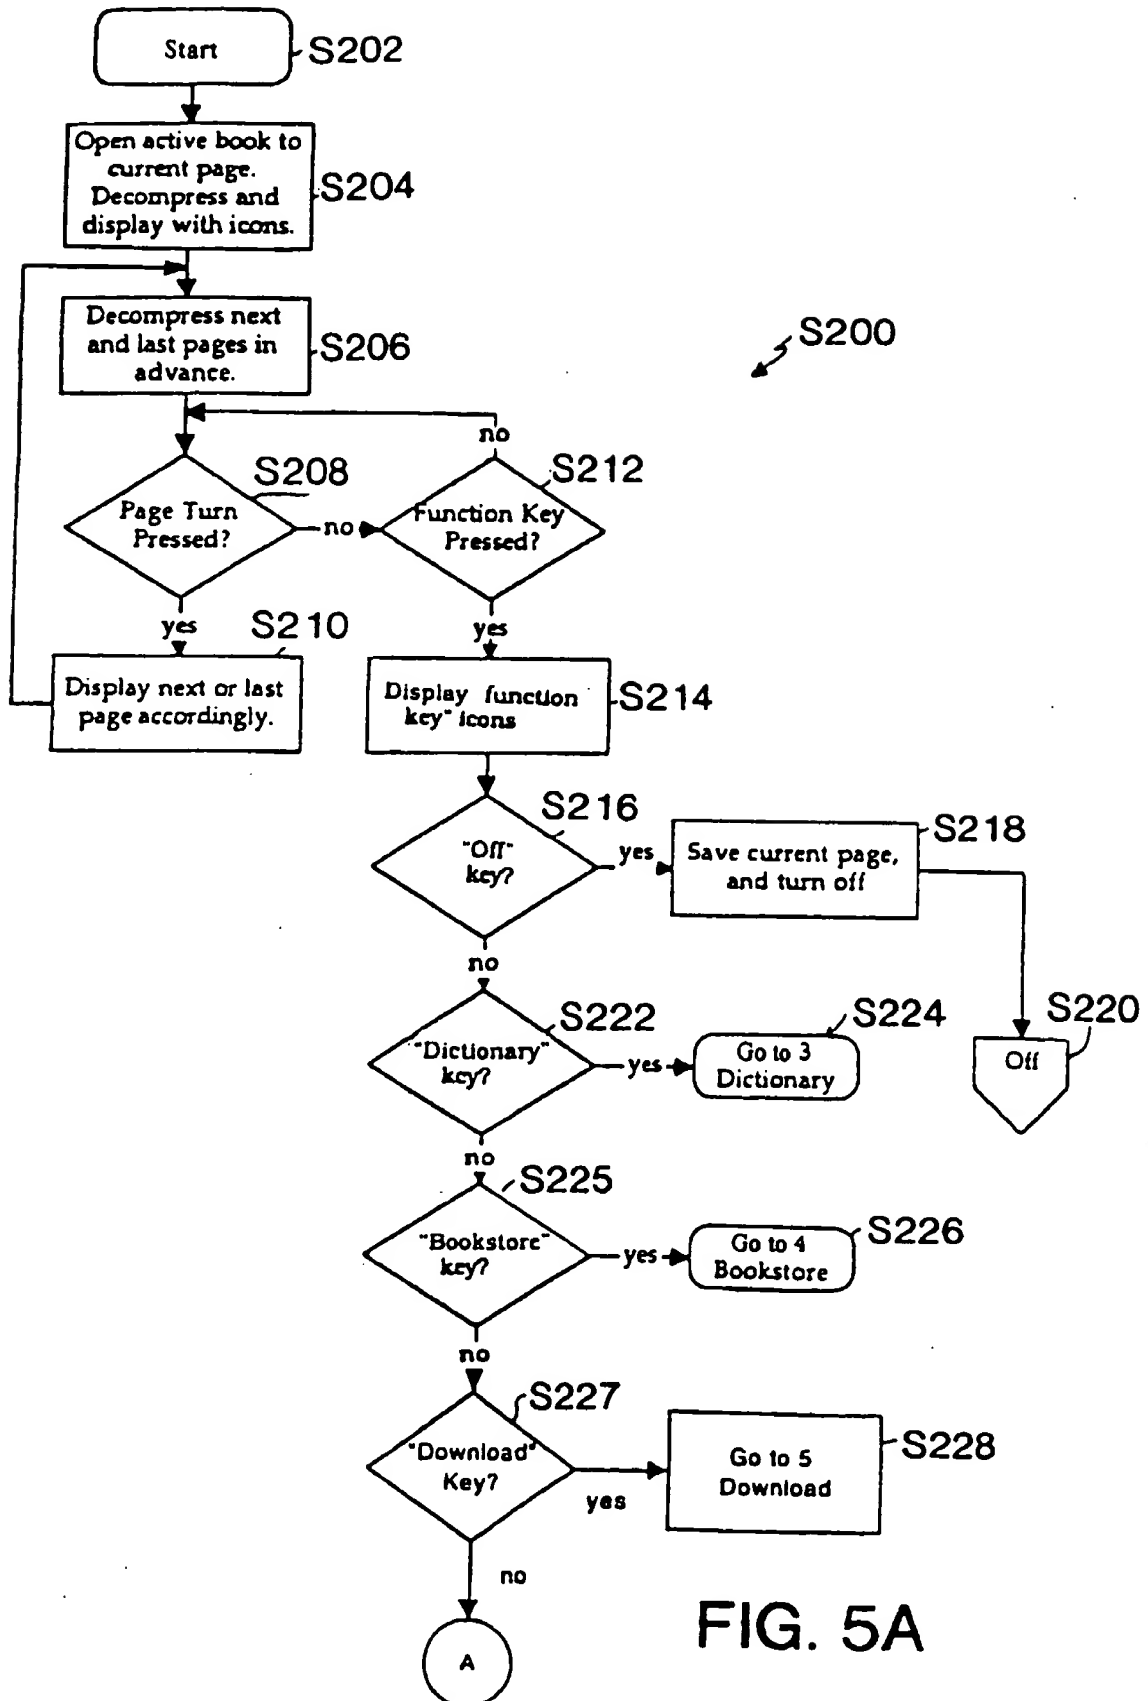 Start
S202
Open active book to
current page.
Decompress and
display with icons.
S204
Decompress next
and last pages in
advance.
S206
S200
no
S208
S212
Page Turn
Pressed?
no
Function Key
Pressed?
yes
S210
yes
Display next or last
page accordingly.
Display function
key" icons
S214
S216
"Off"
key?
yes
Save current page,
and turn off
S218
no
S222
"Dictionary"
key?
yes
S224
Go to 3
Dictionary
S220
Off
no
S225
"Bookstore"
key?
yes
Go to 4
Bookstore
S226
no
S227
"Download"
Key?
yes
Go to 5
Download
S228
no
A
FIG. 5A